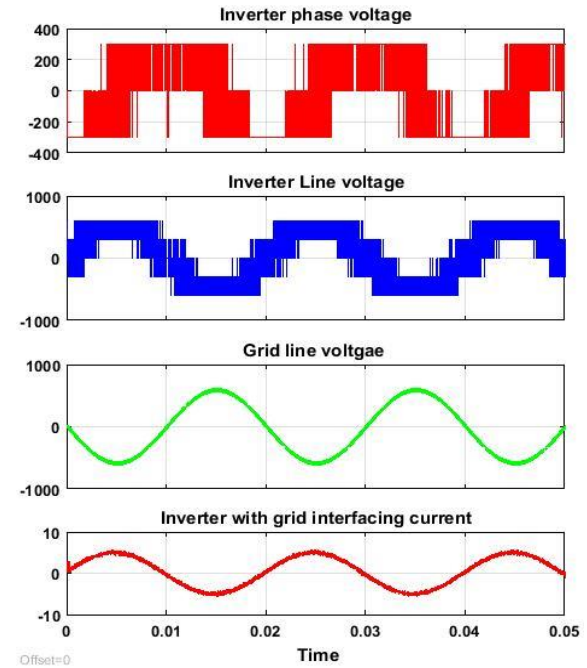 Inverter phase voltage
400
200
0
-200
-400
Inverter Line voltage
1000
0
-1000
Grid line voltgae
1000
0
-1000
Inverter with grid interfacing current
10
0
-10
0 0.01 0.02 0.03 0.04 0.05
Time
Offset=0